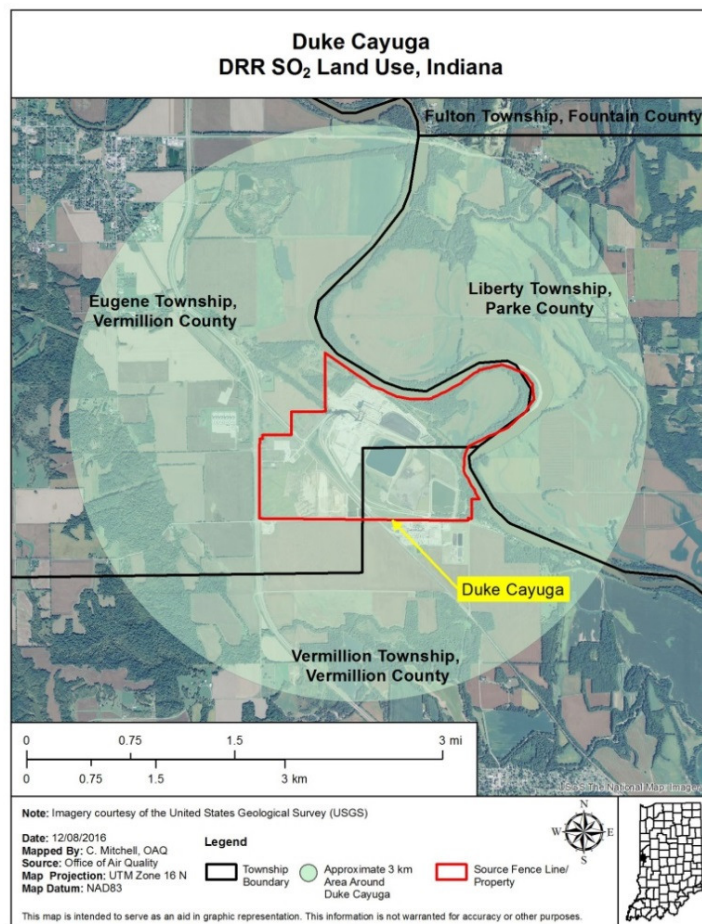 Duke Cayuga
DRR SO₂ Land Use, Indiana
Fulton Township, Fountain County
Eugene Township,
Vermillion County
Liberty Township,
Parke County
Duke Cayuga
Vermillion Township,
Vermillion County
0 0.75 1.5 3 mi
0 0.75 1.5 3 km
The National Map:
Note: Imagery courtesy of the United States Geological Survey (USGS)
Date: 12/08/2016
Mapped By: C. Mitchell, OAQ
Source: Office of Air Quality
Map Projection: UTM Zone 16 N
Map Datum: NAD83
Legend
Township
Boundary
Approximate 3 km
Area Around
Duke Cayuga
Source Fence Line/
Property
N
W E
S
This map is intended to serve as an aid in graphic representation. This information is not warranted for accuracy or other purposes.